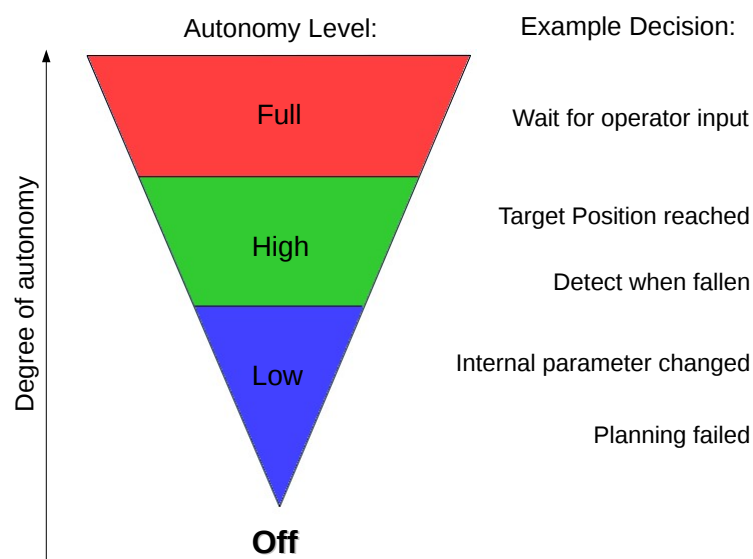 Autonomy Level:
Example Decision:
Full
Wait for operator input
Target Position reached
High
Detect when fallen
Internal parameter changed
Low
Planning failed
Off
Degree of autonomy